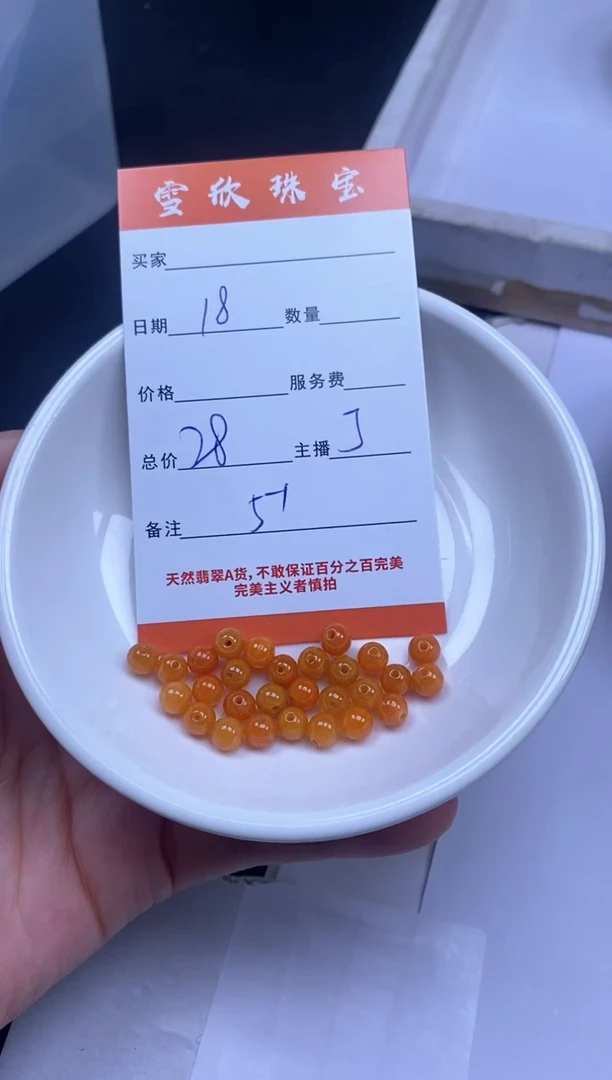 雪欣珠宝
买家
日期 18 数量
价格 服务费
总价 28 主播 J
备注 51
天然翡翠A货,不敢保证百分之百完美
完美主义者慎拍